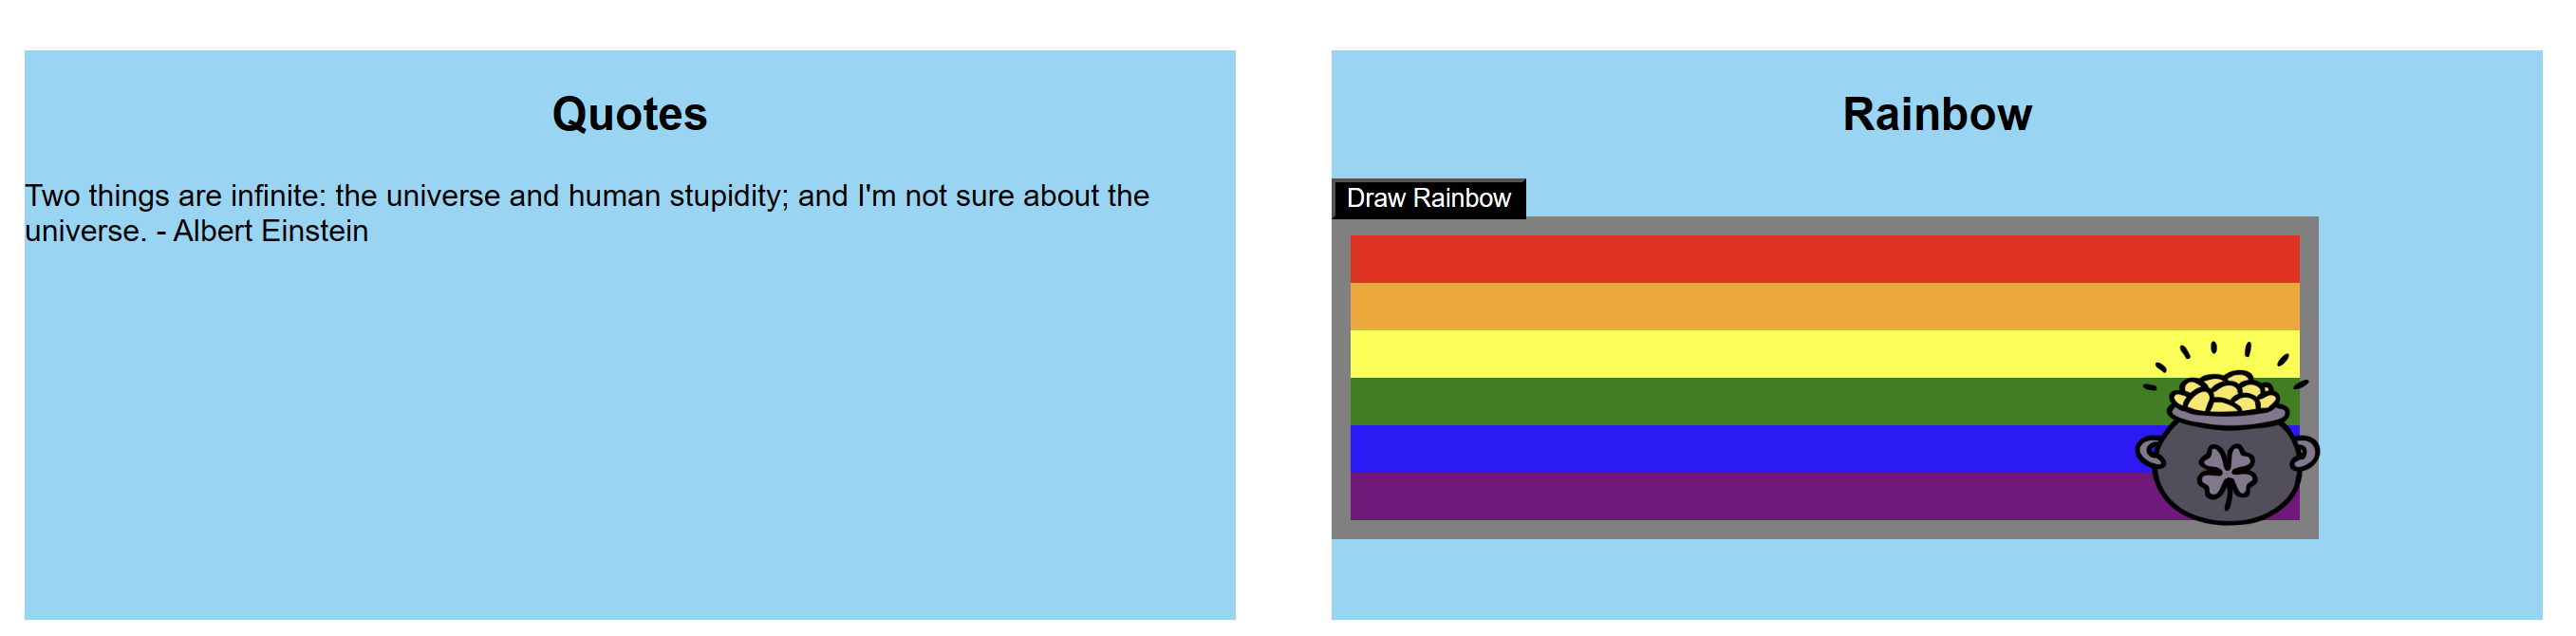 Quotes
Two things are infinite: the universe and human stupidity; and I'm not sure about the
universe. - Albert Einstein
Rainbow
Draw Rainbow